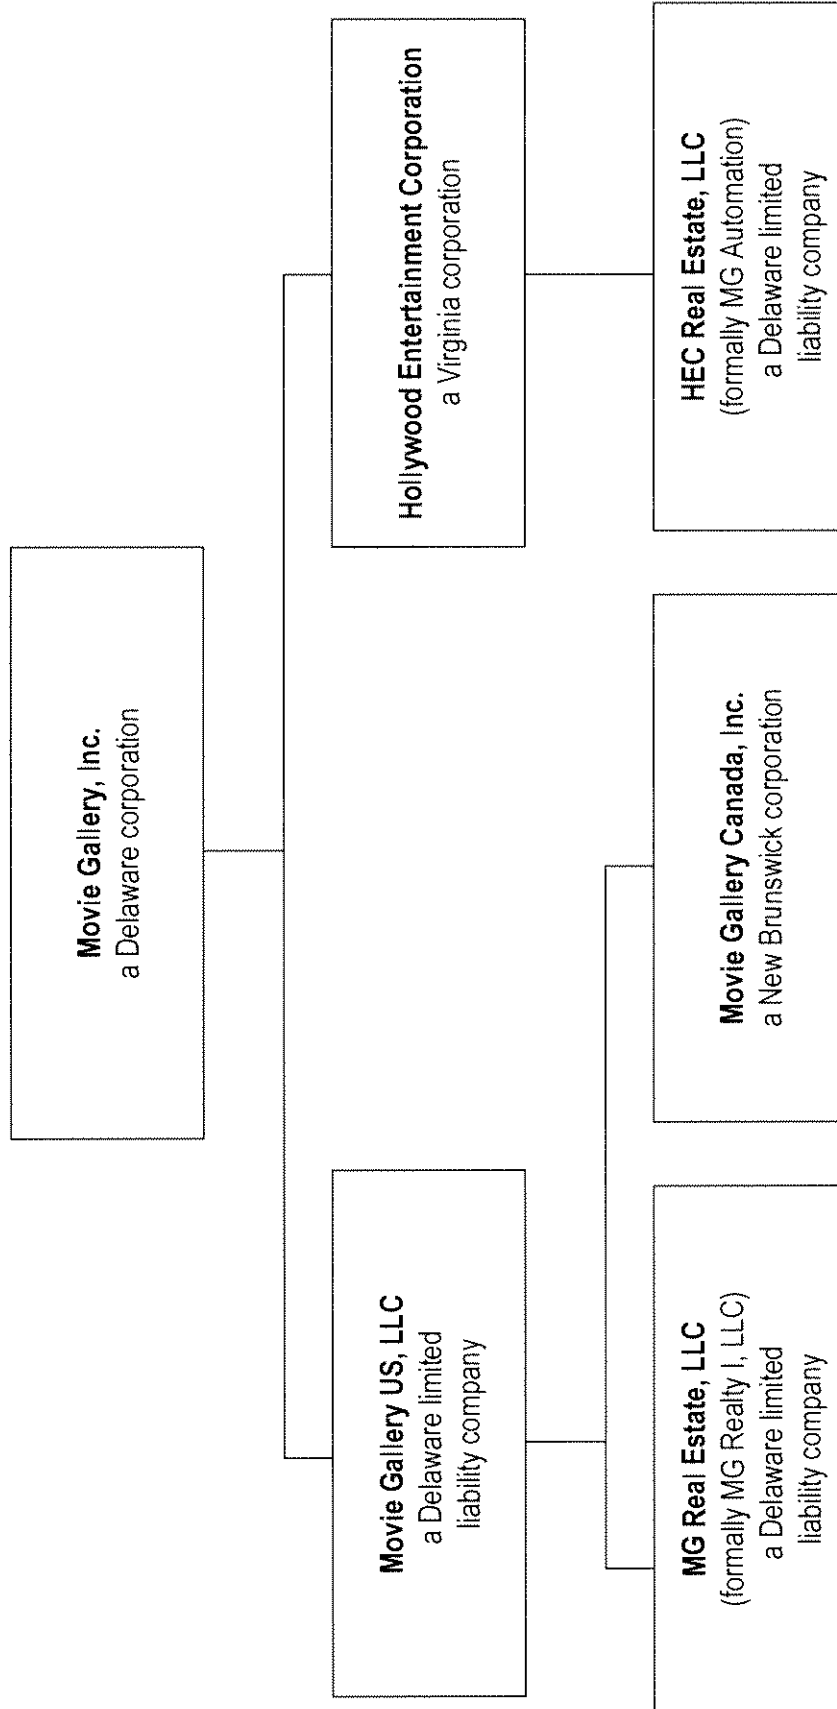 Movie Gallery, Inc.
a Delaware corporation
Movie Gallery US, LLC
a Delaware limited
liability company
Hollywood Entertainment Corporation
a Virginia corporation
MG Real Estate, LLC
(formally MG Realty I, LLC)
a Delaware limited
liability company
Movie Gallery Canada, Inc.
a New Brunswick corporation
HEC Real Estate, LLC
(formally MG Automation)
a Delaware limited
liability company